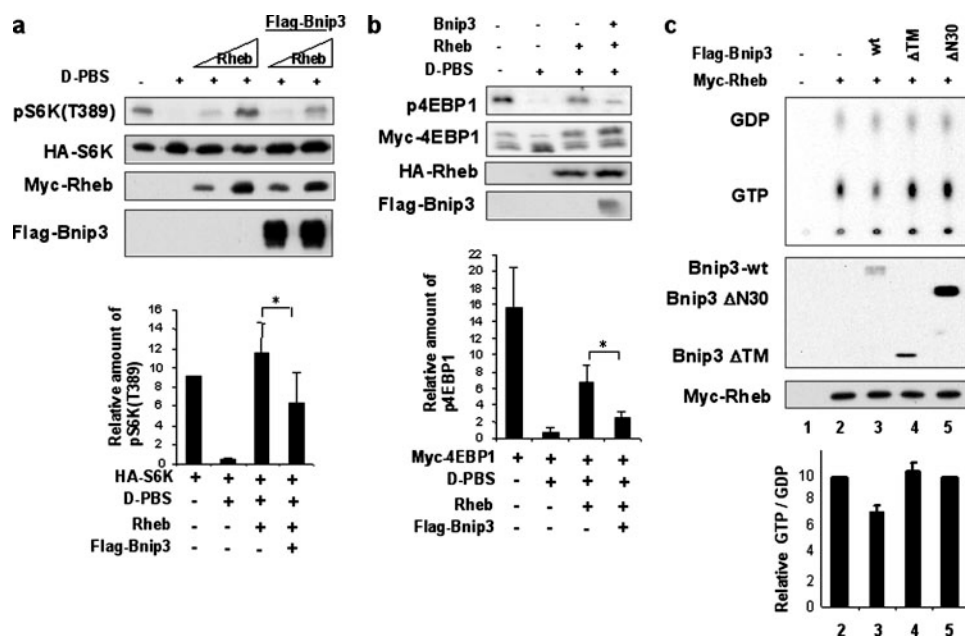 a
Flag-Bnip3
Rheb Rheb
D-PBS - + + + + +
pS6K(T389)
HA-S6K
Myc-Rheb
Flag-Bnip3
Relative amount of
pS6K(T389)
16
14
12
10
8
6
4
2
0
*
HA-S6K + + + +
D-PBS - + + +
Rheb - - + +
Flag-Bnip3 - - - +
b
Bnip3 - - - +
Rheb - - + +
D-PBS - + + +
p4EBP1
Myc-4EBP1
HA-Rheb
Flag-Bnip3
Relative amount of
p4EBP1
22
20
18
16
14
12
10
8
6
4
2
0
*
Myc-4EBP1 + + + +
D-PBS - + + +
Rheb - - + +
Flag-Bnip3 - - - +
c
Flag-Bnip3 - - wt ΔTM ΔN30
Myc-Rheb - + + + +
GDP
GTP
Bnip3-wt
Bnip3 ΔN30
Bnip3 ΔTM
Myc-Rheb
1 2 3 4 5
Relative GTP / GDP
10
8
6
4
2
0
2 3 4 5